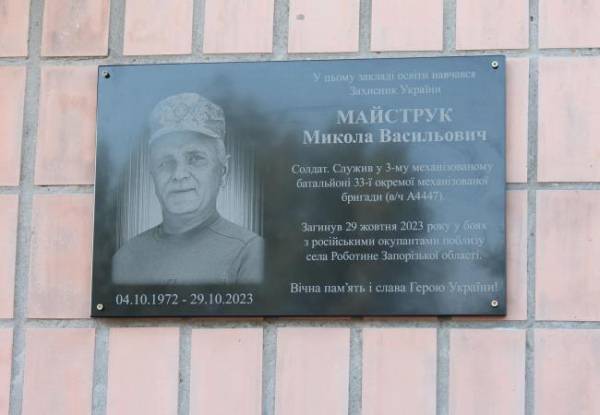 У цьому закладі освіти навчався
Захисник України
МАЙСТРУК
Микола Васильович
Солдат. Служив у 3-му механізованому
батальйоні 33-ї окремої механізованої
бригади (в/ч А4447).
Загинув 29 жовтня 2023 року у боях
з російськими окупантами поблизу
села Роботине Запорізької області.
Вічна пам'ять і слава Герою України!
04.10.1972 - 29.10.2023